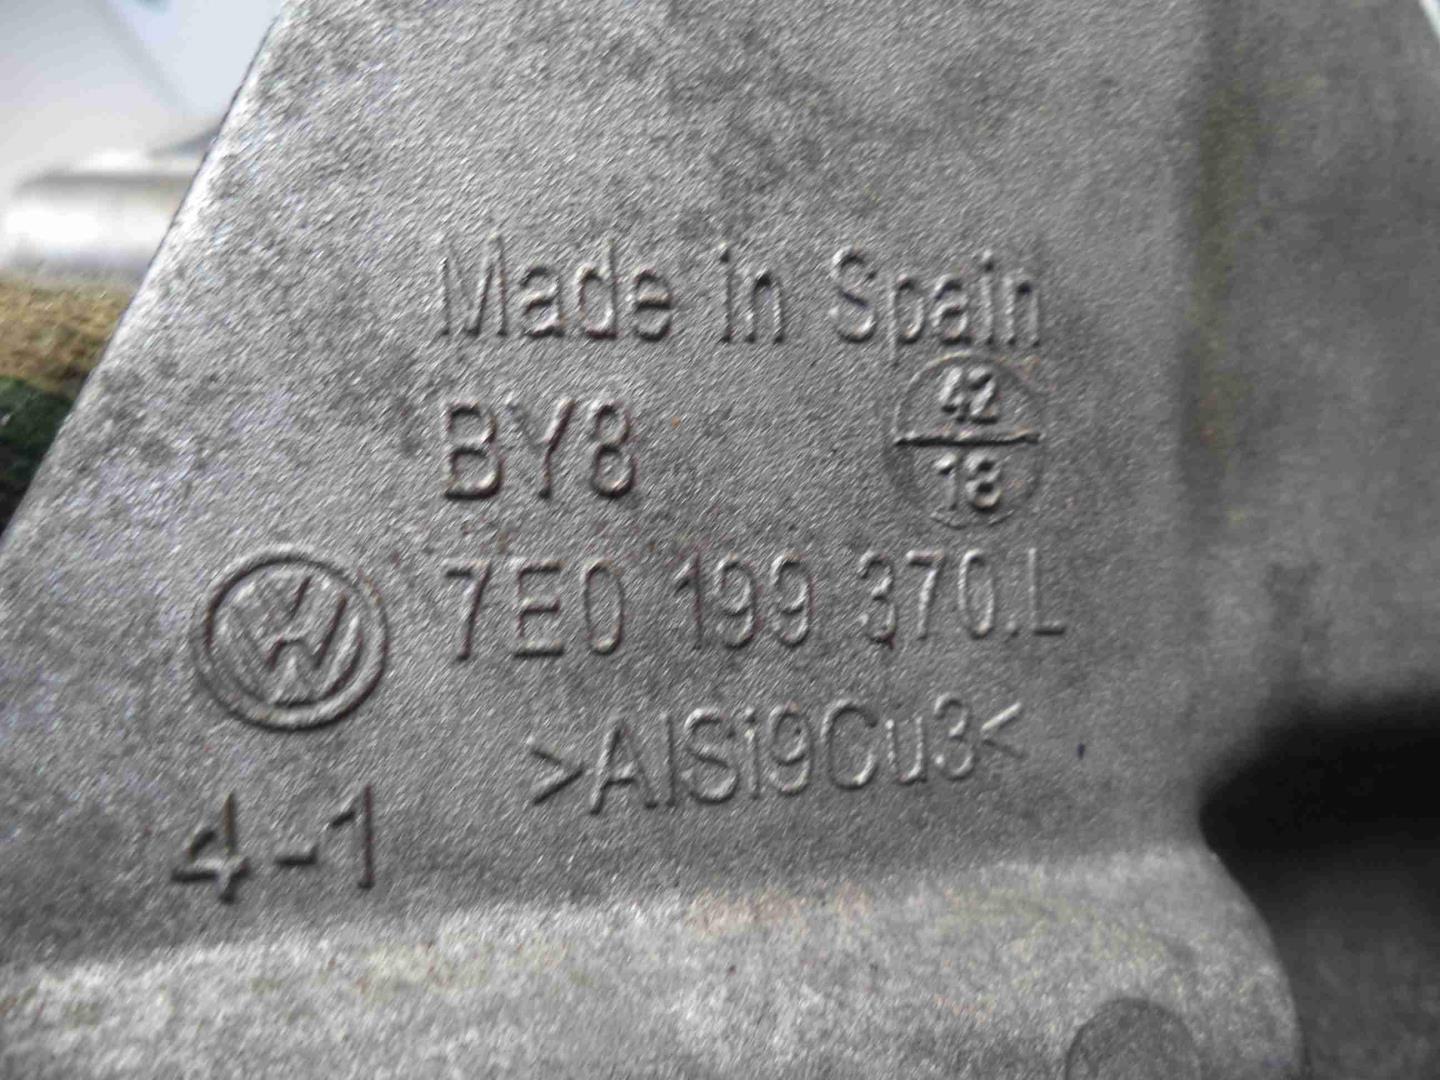 Made in Spain
BY8
42
18
7E0 199 370.L
>AlSi9Cu3<
4-1